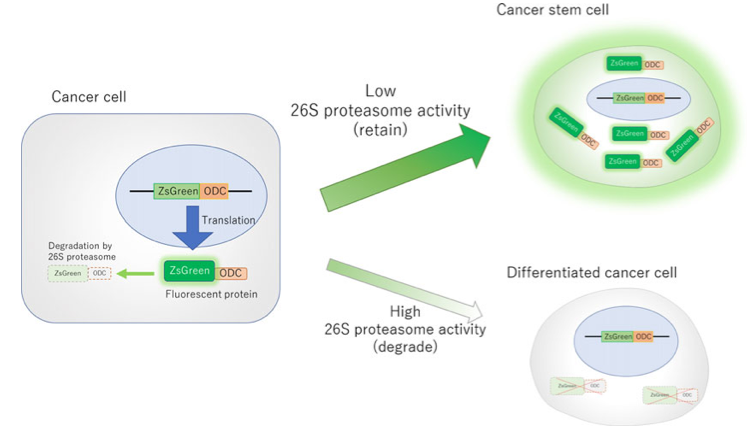 Cancer stem cell
ZsGreen ODC
ZsGreen ODC
ZsGreen ODC
ZsGreen ODC
ZsGreen ODC
ZsGreen ODC
Low
26S proteasome activity
(retain)
Cancer cell
ZsGreen ODC
Translation
Degradation by
26S proteasome
ZsGreen ODC
ZsGreen ODC
Fluorescent protein
High
26S proteasome activity
(degrade)
Differentiated cancer cell
ZsGreen ODC
ZsGreen ODC
ZsGreen ODC